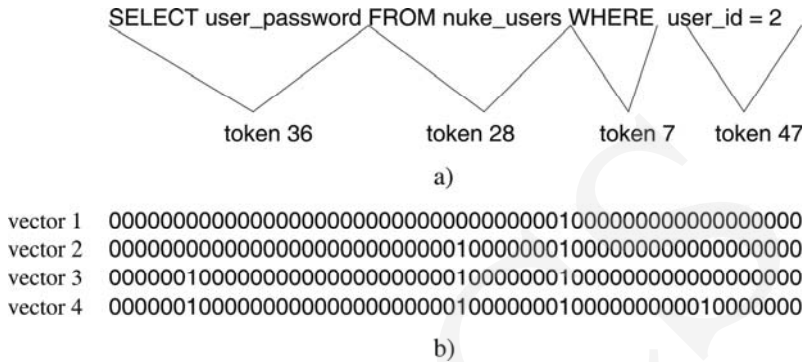 SELECT user_password FROM nuke_users WHERE user_id = 2
token 36 token 28 token 7 token 47
a)
vector 1 000000000000000000000000000000000001000000000000000000
vector 2 000000000000000000000000000100000001000000000000000000
vector 3 000000100000000000000000000100000001000000000000000000
vector 4 000000100000000000000000000100000001000000000010000000
b)